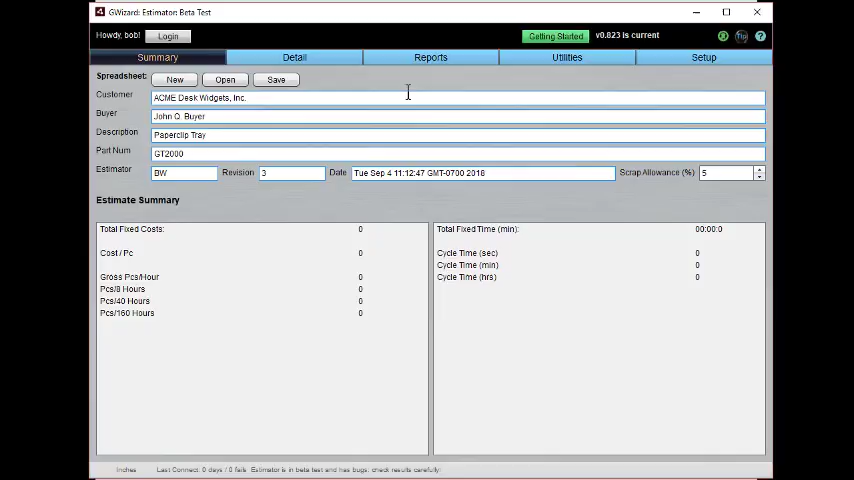 GWizard: Estimator: Beta Test
Howdy, bob! Login Getting Started v0.823 is current Tip ?
Summary Detail Reports Utilities Setup
Spreadsheet: New Open Save
Customer ACME Desk Widgets, Inc.
Buyer John Q. Buyer
Description Paperclip Tray
Part Num GT2000
Estimator BW Revision 3 Date Tue Sep 4 11:12:47 GMT-0700 2018 Scrap Allowance (%) 5
Estimate Summary
Total Fixed Costs: 0
Cost / Pc 0
Gross Pcs/Hour 0
Pcs/8 Hours 0
Pcs/40 Hours 0
Pcs/160 Hours 0
Total Fixed Time (min): 00:00:0
Cycle Time (sec) 0
Cycle Time (min) 0
Cycle Time (hrs) 0
Inches Last Connect: 0 days / 0 fails Estimator is in beta test and has bugs: check results carefully.